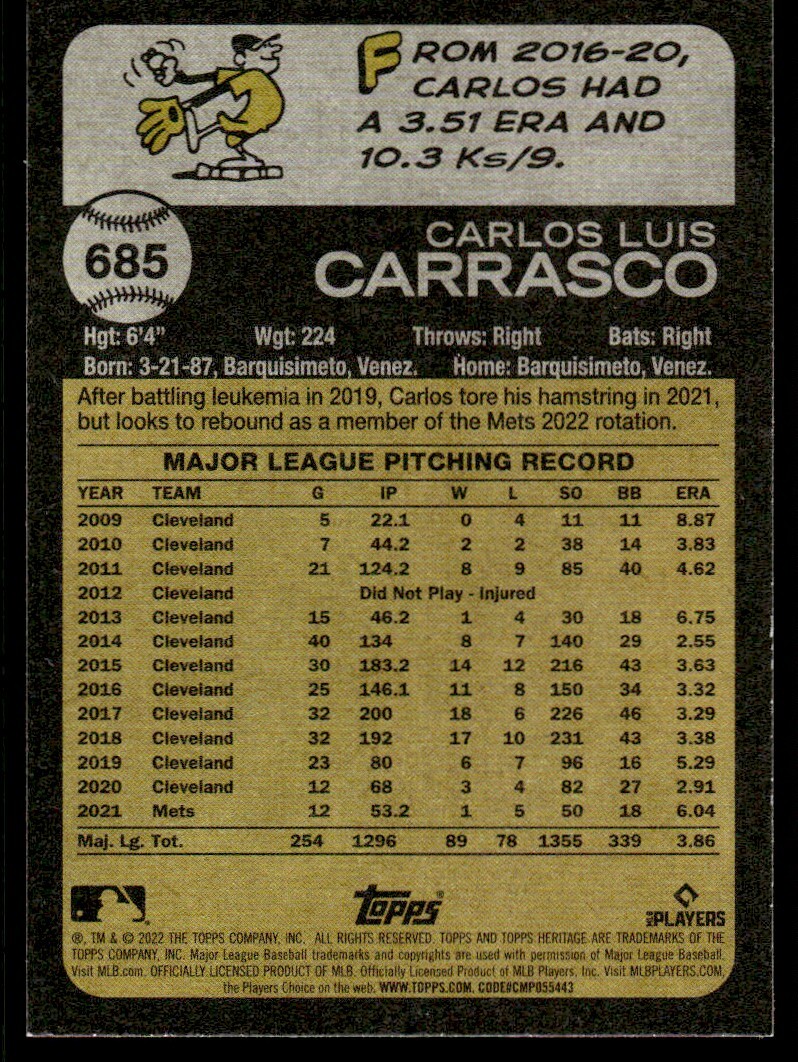 FROM 2016-20,
CARLOS HAD
A 3.51 ERA AND
10.3 Ks/9.
685
CARLOS LUIS
CARRASCO
Hgt: 6'4" Wgt: 224 Throws: Right Bats: Right
Born: 3-21-87, Barquisimeto, Venez. Home: Barquisimeto, Venez.
After battling leukemia in 2019, Carlos tore his hamstring in 2021,
but looks to rebound as a member of the Mets 2022 rotation.
MAJOR LEAGUE PITCHING RECORD
YEAR TEAM G IP W L SO BB ERA
2009 Cleveland 5 22.1 0 4 11 11 8.87
2010 Cleveland 7 44.2 2 2 38 14 3.83
2011 Cleveland 21 124.2 8 9 85 40 4.62
2012 Cleveland Did Not Play - Injured
2013 Cleveland 15 46.2 1 4 30 18 6.75
2014 Cleveland 40 134 8 7 140 29 2.55
2015 Cleveland 30 183.2 14 12 216 43 3.63
2016 Cleveland 25 146.1 11 8 150 34 3.32
2017 Cleveland 32 200 18 6 226 46 3.29
2018 Cleveland 32 192 17 10 231 43 3.38
2019 Cleveland 23 80 6 7 96 16 5.29
2020 Cleveland 12 68 3 4 82 27 2.91
2021 Mets 12 53.2 1 5 50 18 6.04
Maj. Lg. Tot. 254 1296 89 78 1355 339 3.86
Topps®
MLB PLAYERS
®, TM & © 2022 THE TOPPS COMPANY, INC. ALL RIGHTS RESERVED. TOPPS AND TOPPS HERITAGE ARE TRADEMARKS OF THE
TOPPS COMPANY, INC. Major League Baseball trademarks and copyrights are used with permission of Major League Baseball.
Visit MLB.com. OFFICIALLY LICENSED PRODUCT OF MLB. Officially Licensed Product of MLB Players, Inc. Visit MLBPLAYERS.COM,
the Players Choice on the web. WWW.TOPPS.COM. CODE#CMP055443